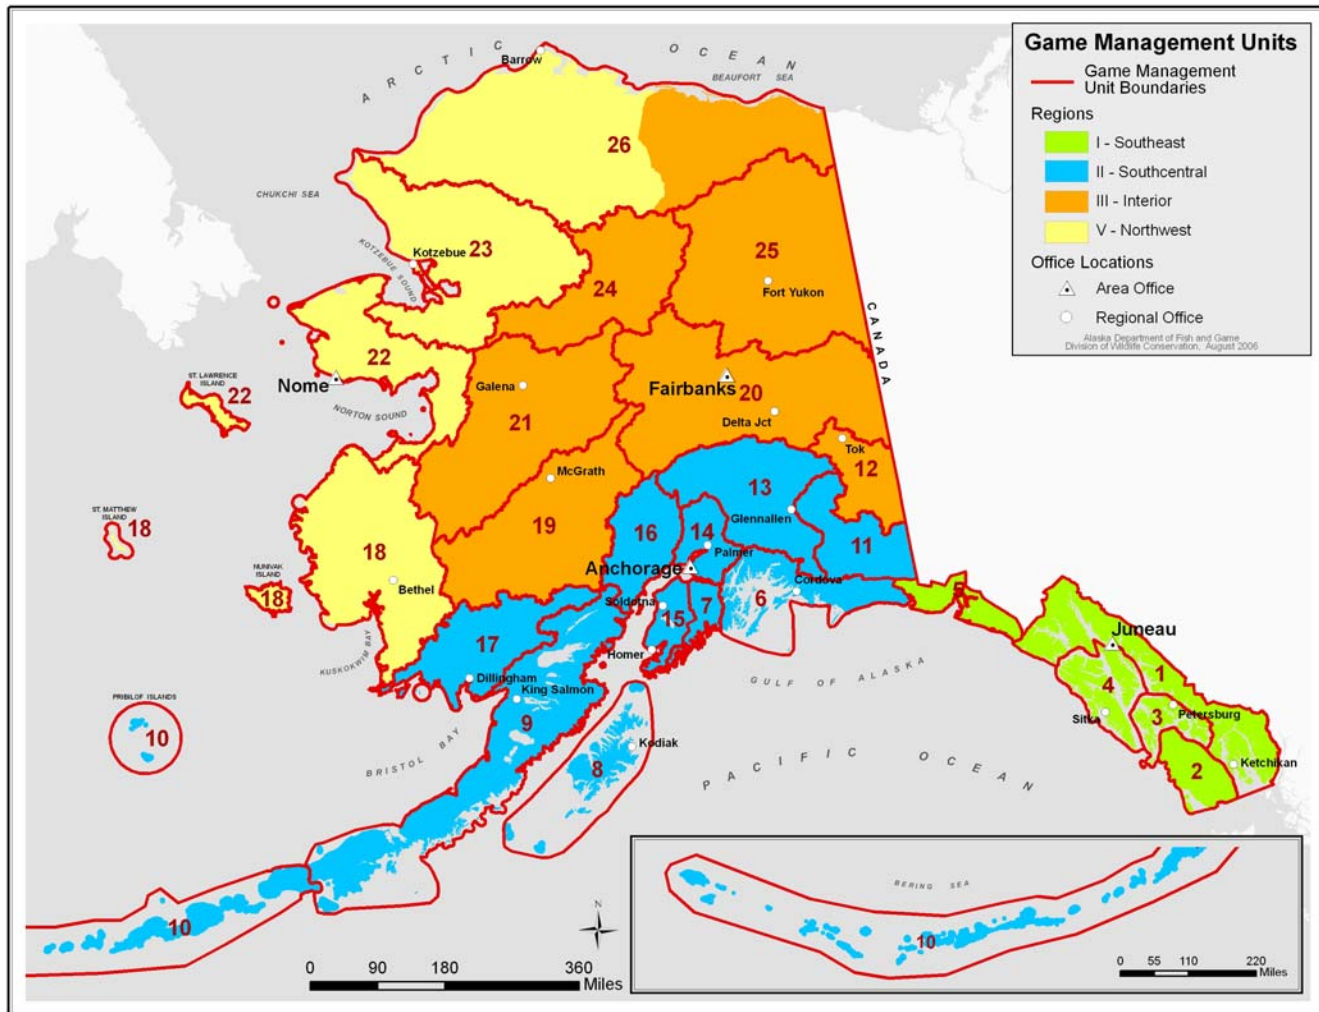 Game Management Units
Game Management
Unit Boundaries
Regions
I - Southeast
II - Southcentral
III - Interior
V - Northwest
Office Locations
Area Office
Regional Office
Alaska Department of Fish and Game
Division of Wildlife Conservation, August 2006
ARCTIC OCEAN
BEAUFORT SEA
Barrow
26
CHUKCHI SEA
KOTZEBUE SOUND
Kotzebue
23
24
25
Fort Yukon
CANADA
22
Nome
ST. LAWRENCE
ISLAND
22
NORTON SOUND
Galena
21
Fairbanks
20
Delta Jct
Tok
12
McGrath
19
13
Glennallen
16
14
Palmer
11
ST. MATTHEW
ISLAND
18
NUNIVAK
ISLAND
18
18
Bethel
KUSKOKWIM BAY
Anchorage
Soldotna
15
7
6
Cordova
Homer
5
Juneau
1
4
Sitka
3
Petersburg
2
Ketchikan
17
Dillingham
King Salmon
9
BRISTOL BAY
PRIBILOF ISLANDS
10
Kodiak
8
GULF OF ALASKA
PACIFIC OCEAN
10
N
0 90 180 360
Miles
BERING SEA
10
0 55 110 220
Miles